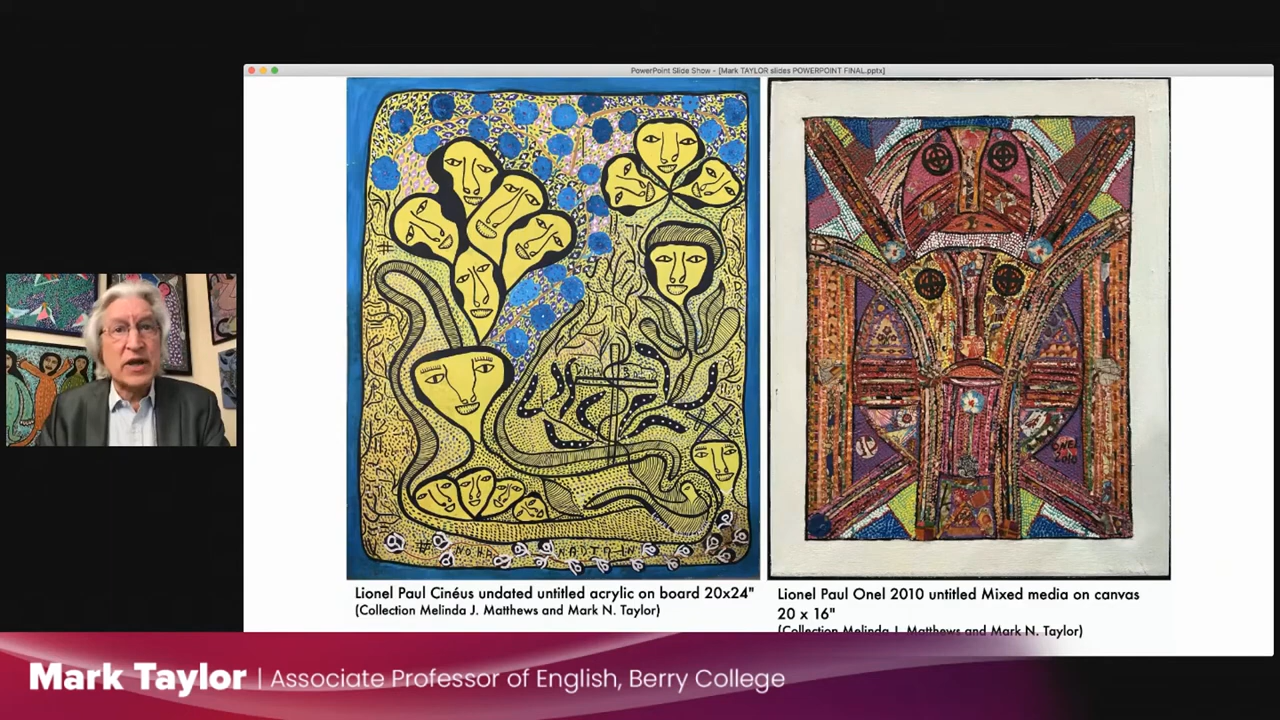 PowerPoint Slide Show - [Mark TAYLOR slides POWERPOINT FINAL.pptx]
ONEL
2010
Lionel Paul Cinéus undated untitled acrylic on board 20x24"
(Collection Melinda J. Matthews and Mark N. Taylor)
Lionel Paul Onel 2010 untitled Mixed media on canvas
20 x 16"
(Collection Melinda J. Matthews and Mark N. Taylor)
Mark Taylor | Associate Professor of English, Berry College